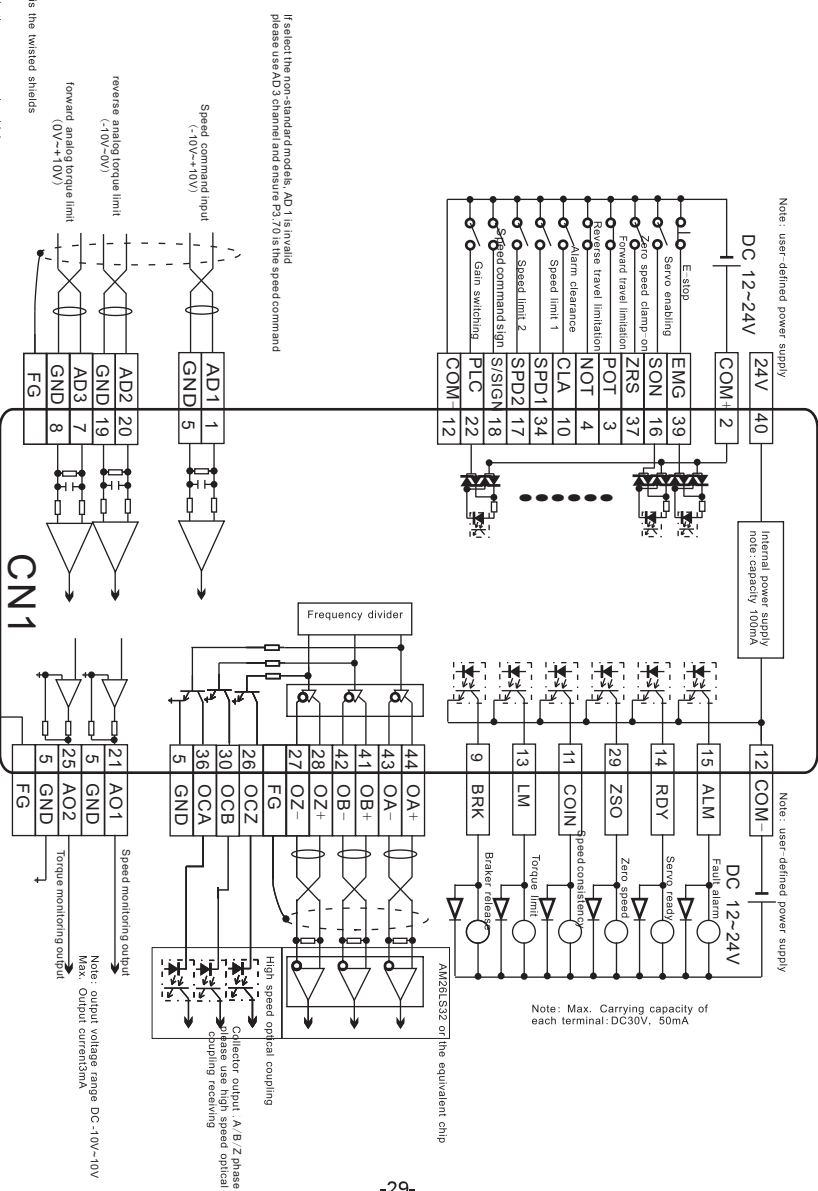 Note: user-defined power supply
DC 12~24V
24V 40
COM+ 2
E-stop
EMG 39
Servo enabling
SON 16
Zero speed clamp-on
ZRS 37
Forward travel limitation
POT 3
Reverse travel limitation
NOT 4
Alarm clearance
CLA 10
Speed limit 1
SPD1 34
Speed limit 2
SPD2 17
Speed command sign
S/SIGN 18
Gain switching
PLC 22
COM- 12
If select the non-standard models, AD 1 is invalid
please use AD 3 channel and ensure P3.70 is the speed command
Speed command input
(-10V~+10V)
AD1 1
GND 5
reverse analog torque limit
(-10V~0V)
AD2 20
GND 19
forward analog torque limit
(0V~+10V)
AD3 7
GND 8
FG
is the twisted shields
CN1
Internal power supply
note:capacity 100mA
Frequency divider
Note: user-defined power supply
12 COM-
DC 12~24V
15 ALM
Fault alarm
14 RDY
Servo ready
29 ZSO
Zero speed
11 COIN
Speed consistency
13 LM
Torque limit
9 BRK
Braker release
Note: Max. Carrying capacity of
each terminal:DC30V, 50mA
44 OA+
43 OA-
41 OB+
42 OB-
28 OZ+
27 OZ-
FG
26 OCZ
30 OCB
36 OCA
5 GND
AM26LS32 or the equivalent chip
High speed optical coupling
Collector output : A/B/Z phase
please use high speed optical
coupling receiving
21 AO1
Speed monitoring output
5 GND
25 AO2
Torque monitoring output
5 GND
FG
Note: output voltage range DC-10V~10V
Max. Output current3mA
-29-